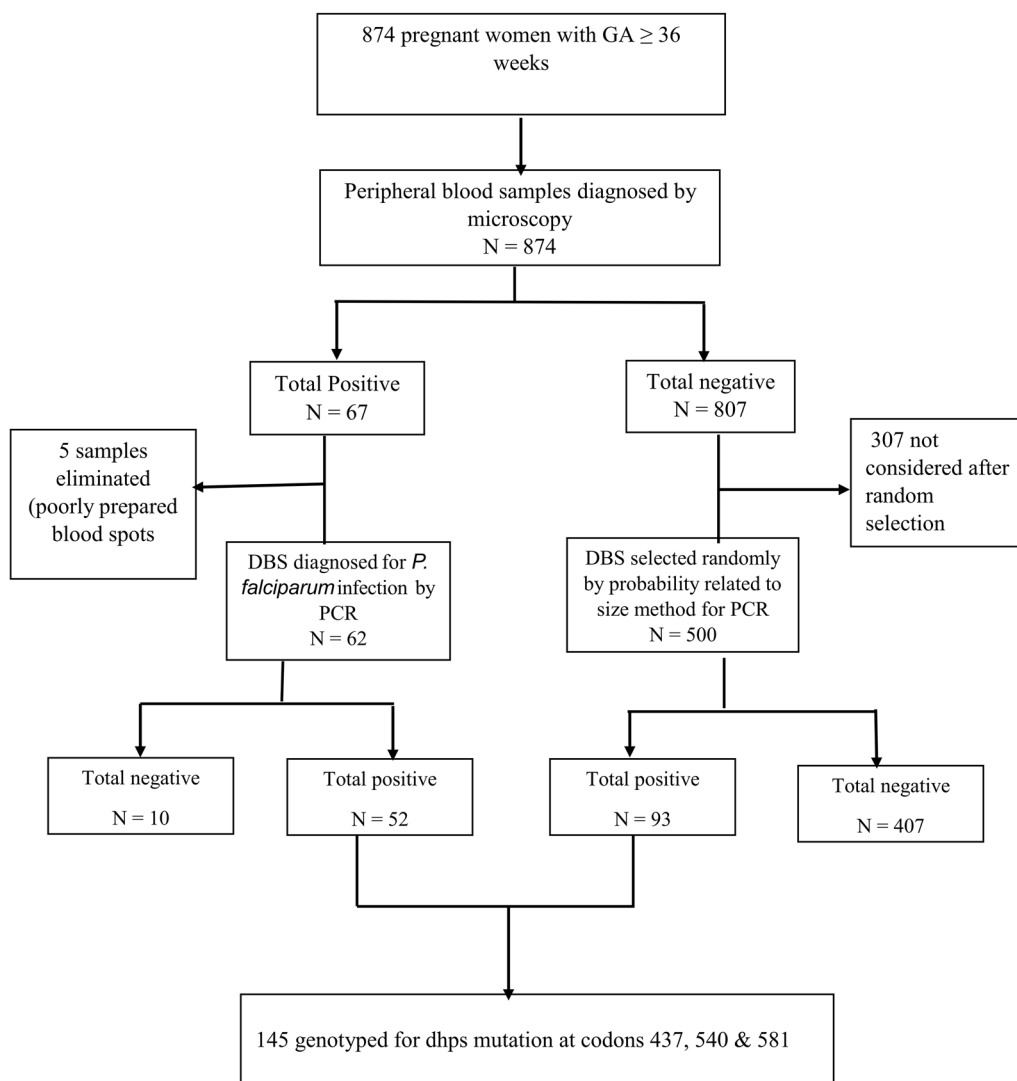 874 pregnant women with GA ≥ 36
weeks
Peripheral blood samples diagnosed by
microscopy
N = 874
Total Positive
N = 67
Total negative
N = 807
5 samples
eliminated
(poorly prepared
blood spots
307 not
considered after
random
selection
DBS diagnosed for P.
falciparum infection by
PCR
N = 62
DBS selected randomly
by probability related to
size method for PCR
N = 500
Total negative
N = 10
Total positive
N = 52
Total positive
N = 93
Total negative
N = 407
145 genotyped for dhps mutation at codons 437, 540 & 581